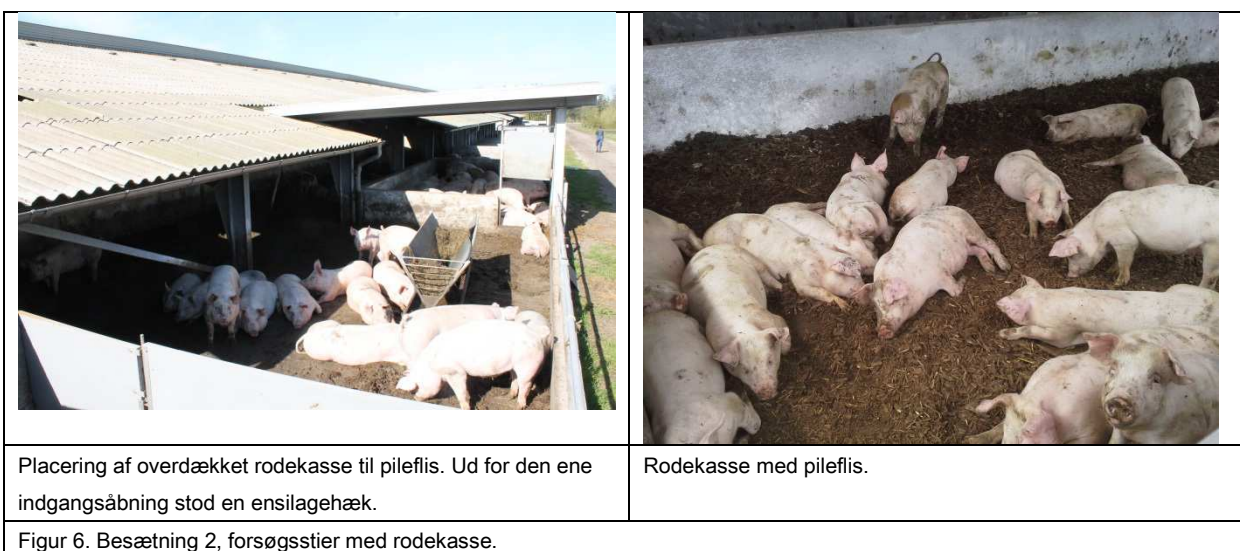 Placering af overdækket rodekasse til pileflis. Ud for den ene
indgangsåbning stod en ensilagehæk.
Rodekasse med pileflis.
Figur 6. Besætning 2, forsøgsstier med rodekasse.